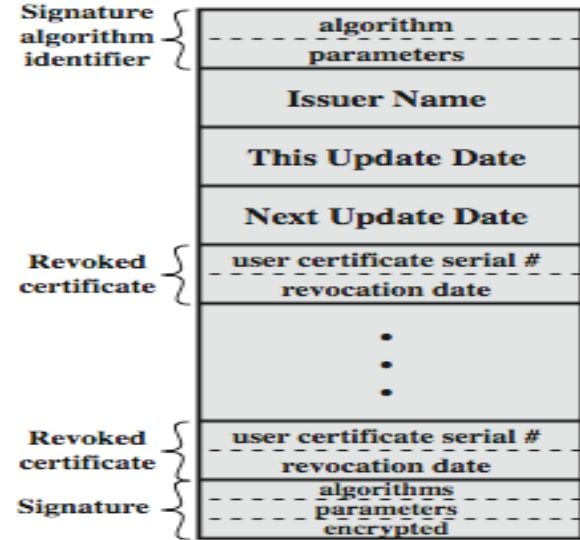 Signature
algorithm
identifier
algorithm
parameters
Issuer Name
This Update Date
Next Update Date
Revoked
certificate
user certificate serial #
revocation date
Revoked
certificate
user certificate serial #
revocation date
Signature
algorithms
parameters
encrypted